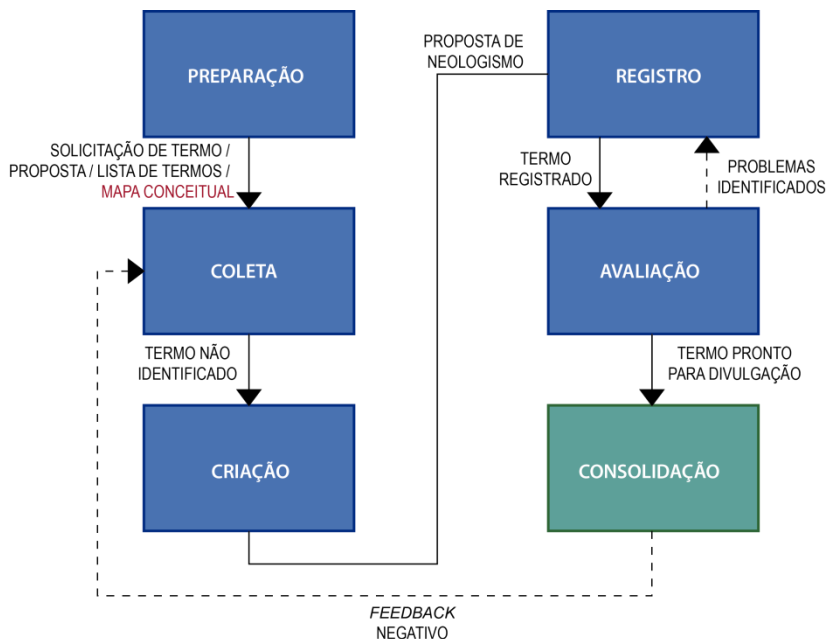 PREPARAÇÃO
SOLICITAÇÃO DE TERMO /
PROPOSTA / LISTA DE TERMOS /
MAPA CONCEITUAL
COLETA
TERMO NÃO
IDENTIFICADO
CRIAÇÃO
PROPOSTA DE
NEOLOGISMO
REGISTRO
TERMO
REGISTRADO
PROBLEMAS
IDENTIFICADOS
AVALIAÇÃO
TERMO PRONTO
PARA DIVULGAÇÃO
CONSOLIDAÇÃO
FEEDBACK
NEGATIVO